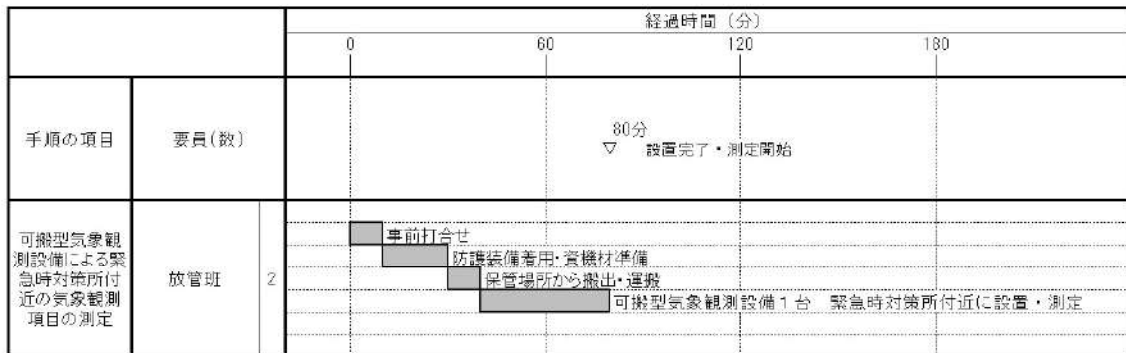 経過時間（分）
0 60 120 180
手順の項目 要員(数)
80分
▽ 設置完了・測定開始
可搬型気象観
測設備による緊
急時対策所付
近の気象観測
項目の測定
放管班 2
事前打合せ
防護装備着用・資機材準備
保管場所から搬出・運搬
可搬型気象観測設備１台　緊急時対策所付近に設置・測定